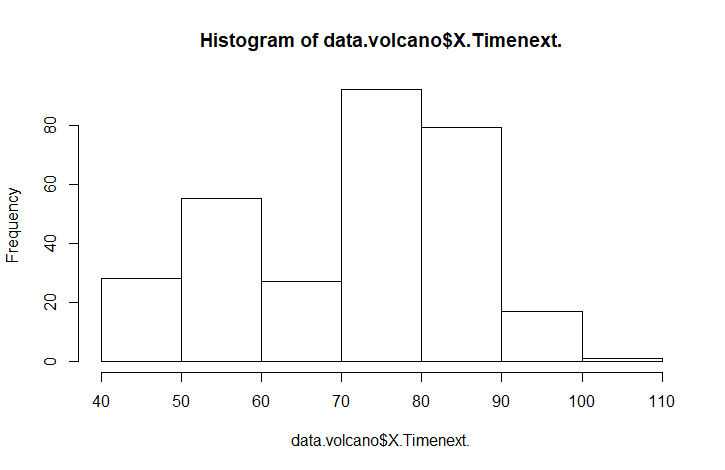 Histogram of data.volcano$X.Timenext.
Frequency
80
60
40
20
0
40 50 60 70 80 90 100 110
data.volcano$X.Timenext.